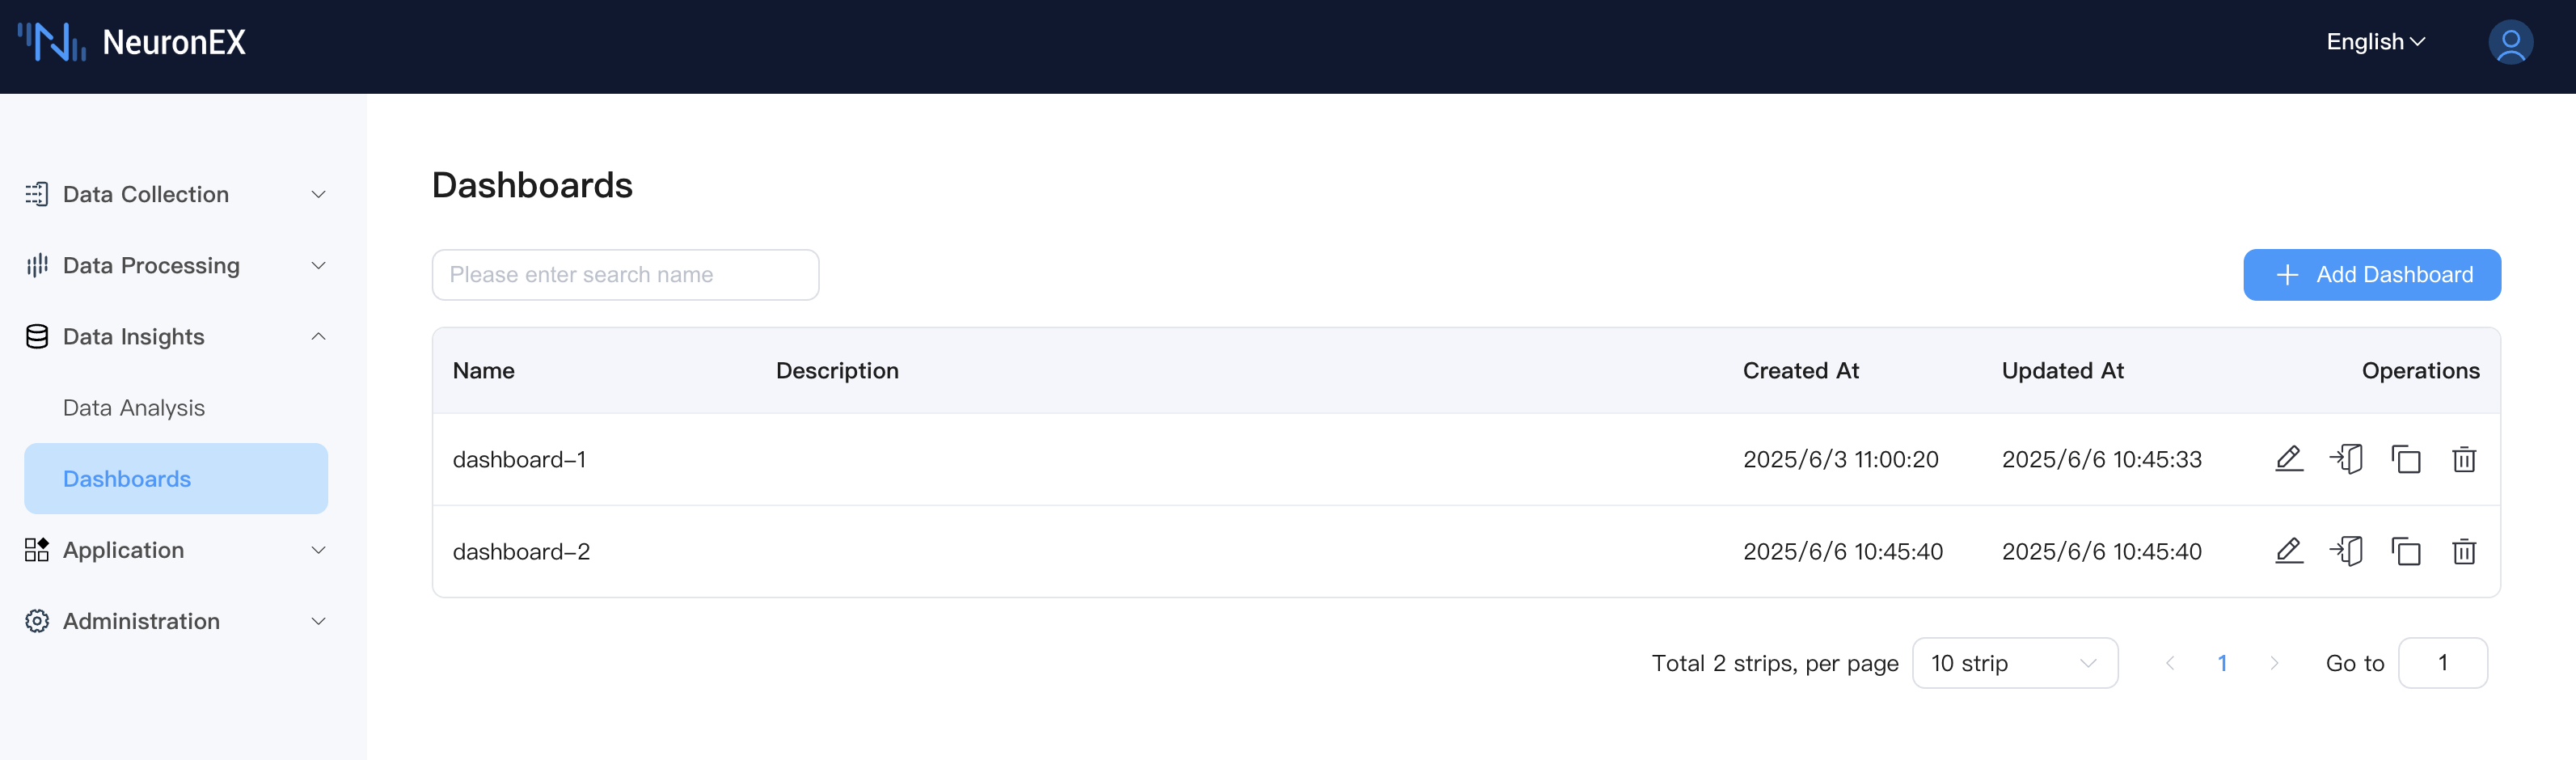 NeuronEX
English
Data Collection
Data Processing
Data Insights
Data Analysis
Dashboards
Application
Administration
Dashboards
Please enter search name
Add Dashboard
Name Description Created At Updated At Operations
dashboard-1 2025/6/3 11:00:20 2025/6/6 10:45:33
dashboard-2 2025/6/6 10:45:40 2025/6/6 10:45:40
Total 2 strips, per page 10 strip 1 Go to 1